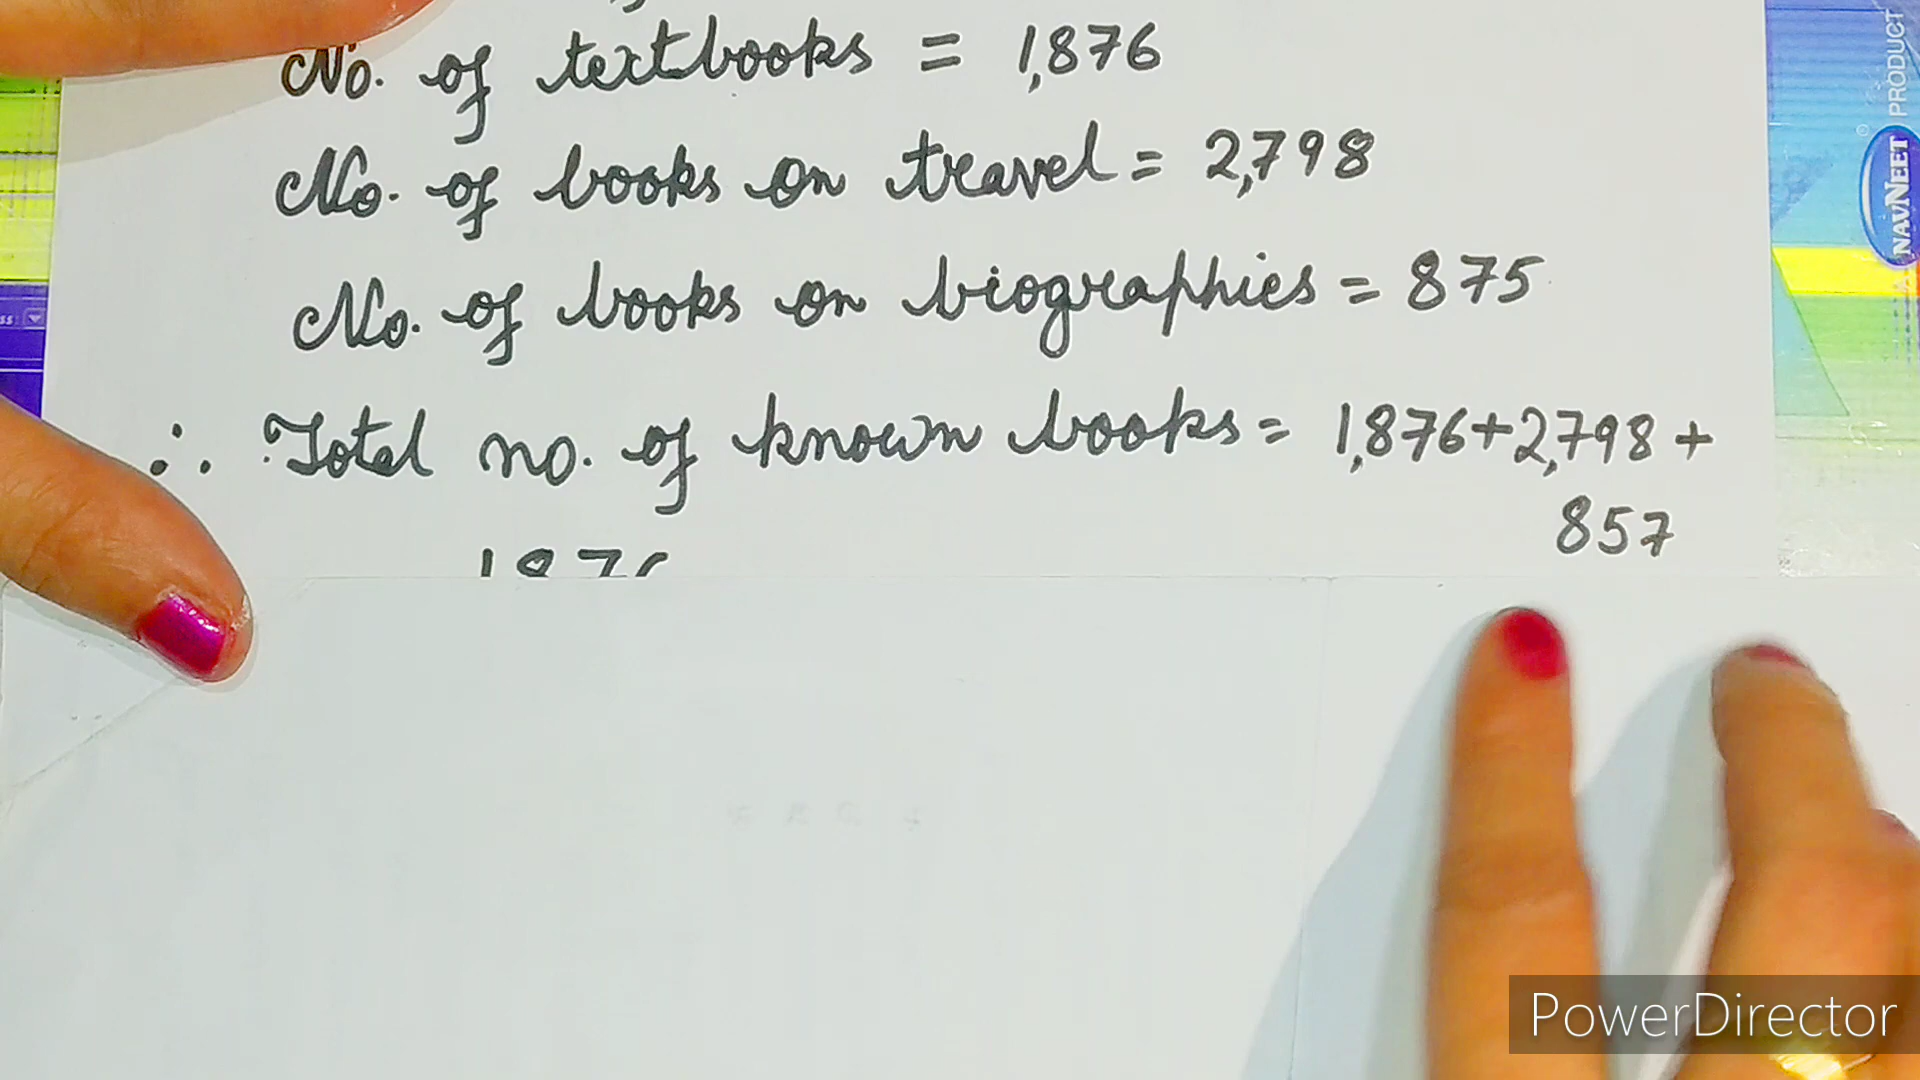 No. of textbooks = 1,876
No. of books on travel = 2,798
No. of books on biographies = 875
∴ Total no. of known books = 1,876+2,798+
857
NAVNEET PRODUCT
PowerDirector